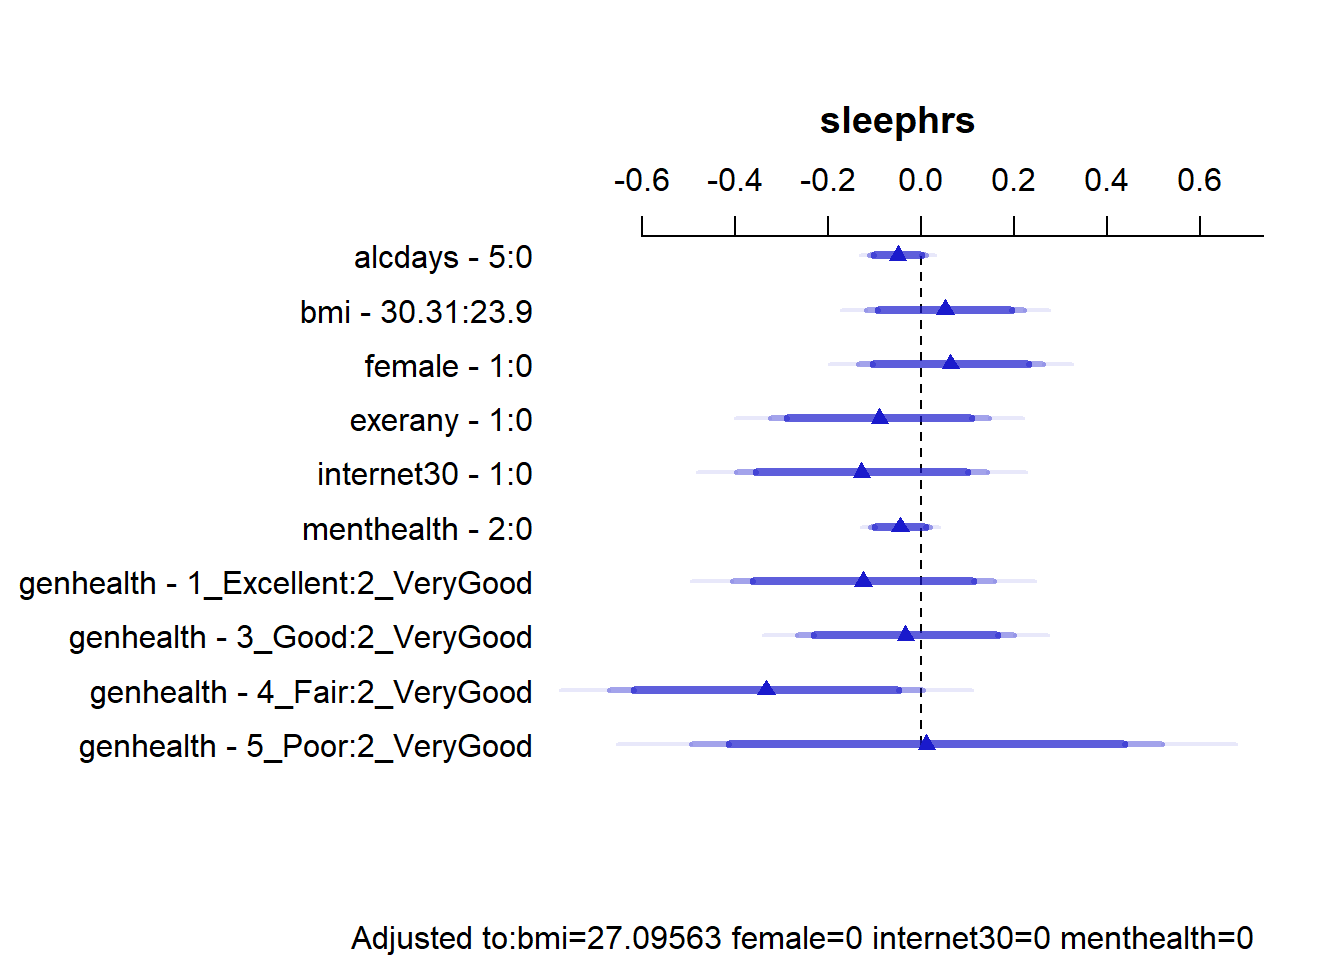 sleephrs
-0.6 -0.4 -0.2 0.0 0.2 0.4 0.6
alcdays - 5:0
bmi - 30.31:23.9
female - 1:0
exerany - 1:0
internet30 - 1:0
menthealth - 2:0
genhealth - 1_Excellent:2_VeryGood
genhealth - 3_Good:2_VeryGood
genhealth - 4_Fair:2_VeryGood
genhealth - 5_Poor:2_VeryGood
Adjusted to:bmi=27.09563 female=0 internet30=0 menthealth=0